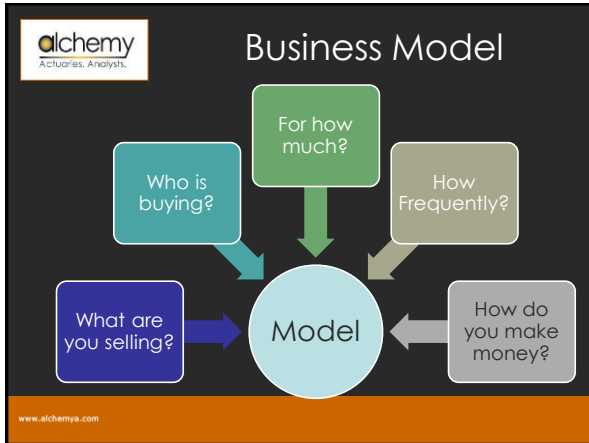 alchemy
Actuaries. Analysts.
Business Model
For how
much?
Who is
buying?
How
Frequently?
What are
you selling?
Model
How do
you make
money?
www.alchemya.com